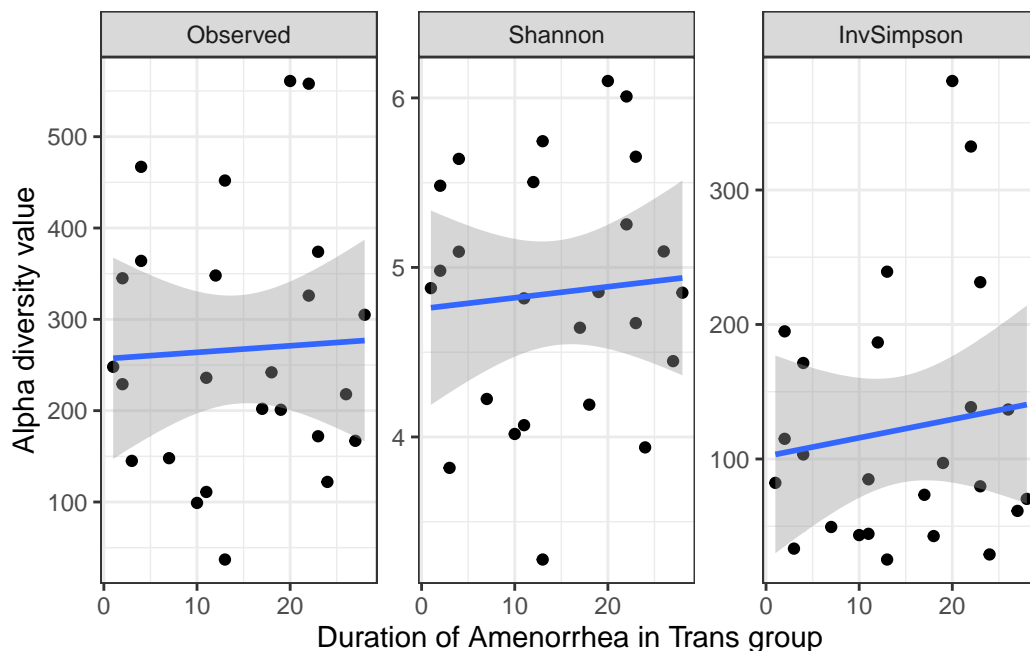 Observed Shannon InvSimpson
Alpha diversity value
500
400
300
200
100
6
5
4
300
200
100
0 10 20 0 10 20 0 10 20
Duration of Amenorrhea in Trans group